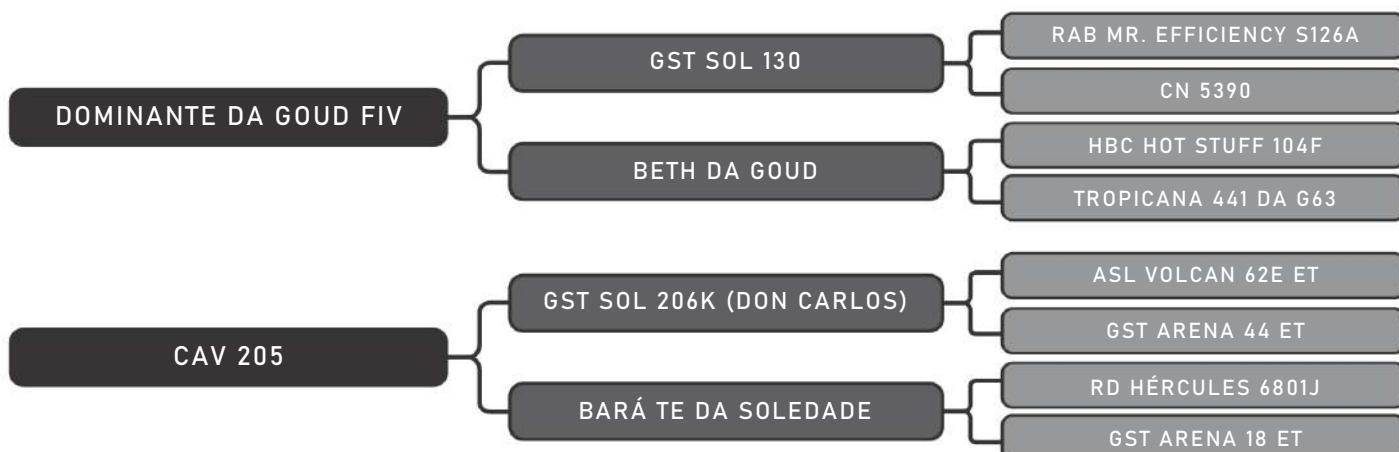 DOMINANTE DA GOUD FIV
GST SOL 130
RAB MR. EFFICIENCY S126A
CN 5390
BETH DA GOUD
HBC HOT STUFF 104F
TROPICANA 441 DA G63
CAV 205
GST SOL 206K (DON CARLOS)
ASL VOLCAN 62E ET
GST ARENA 44 ET
BARÁ TE DA SOLEDADE
RD HÉRCULES 6801J
GST ARENA 18 ET